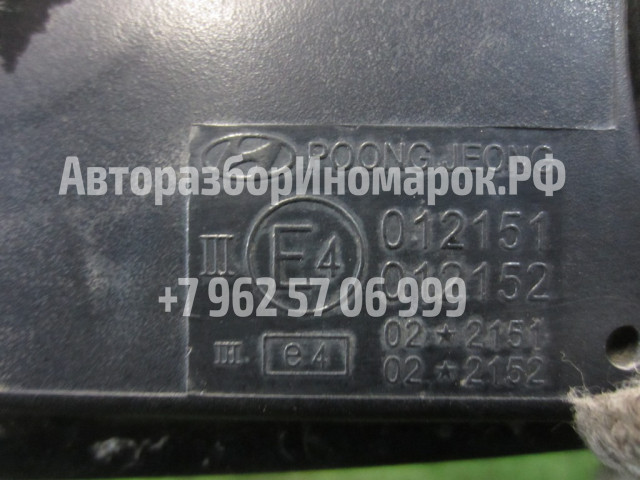 POONG JEONG
АвторазборИномарок.РФ
III E4 012151
012152
+7 962 57 06 999
III e4 02*2151
02*2152